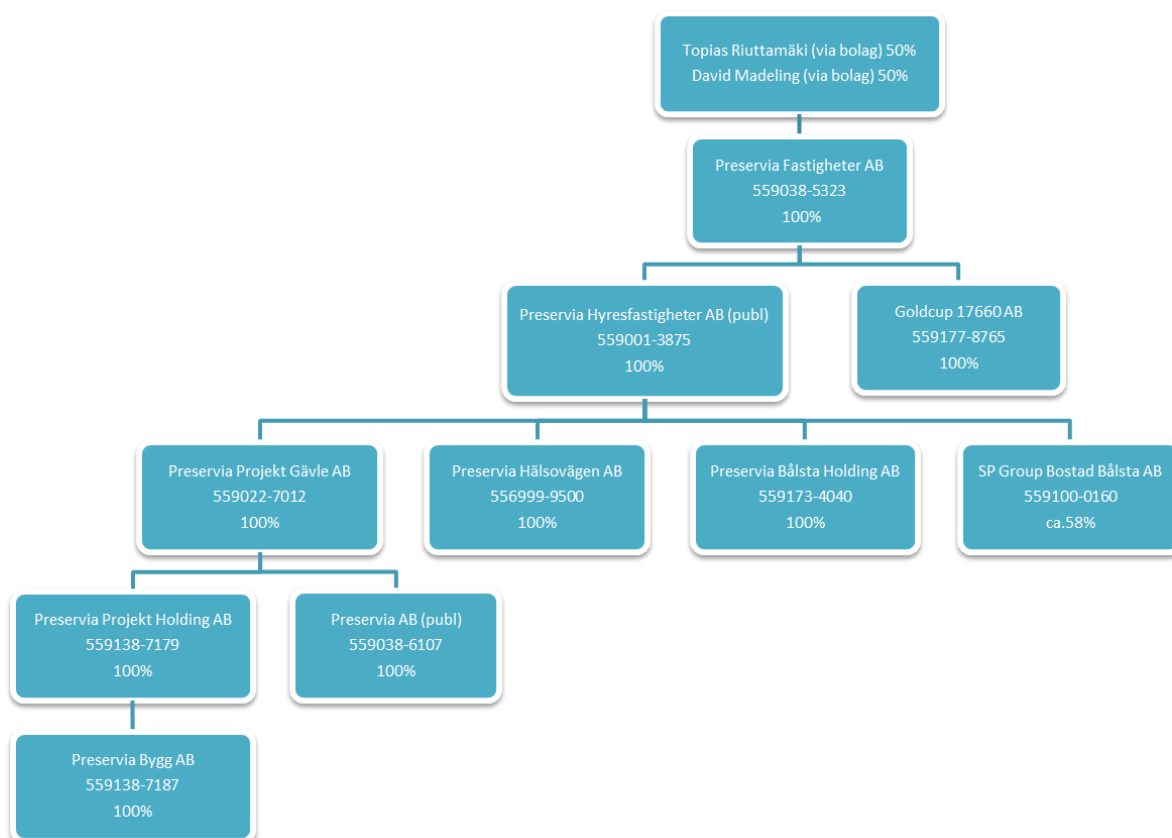 Topias Riuttamäki (via bolag) 50%
David Madeling (via bolag) 50%
Preservia Fastigheter AB
559038-5323
100%
Preservia Hyresfastigheter AB (publ)
559001-3875
100%
Goldcup 17660 AB
559177-8765
100%
Preservia Projekt Gävle AB
559022-7012
100%
Preservia Hälsovägen AB
556999-9500
100%
Preservia Bålsta Holding AB
559173-4040
100%
SP Group Bostad Bålsta AB
559100-0160
ca.58%
Preservia Projekt Holding AB
559138-7179
100%
Preservia AB (publ)
559038-6107
100%
Preservia Bygg AB
559138-7187
100%